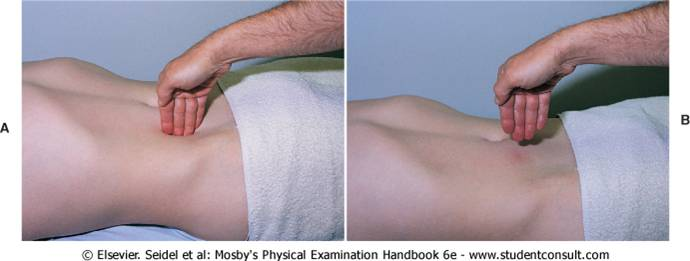 A
B
© Elsevier. Seidel et al: Mosby's Physical Examination Handbook 6e - www.studentconsult.com